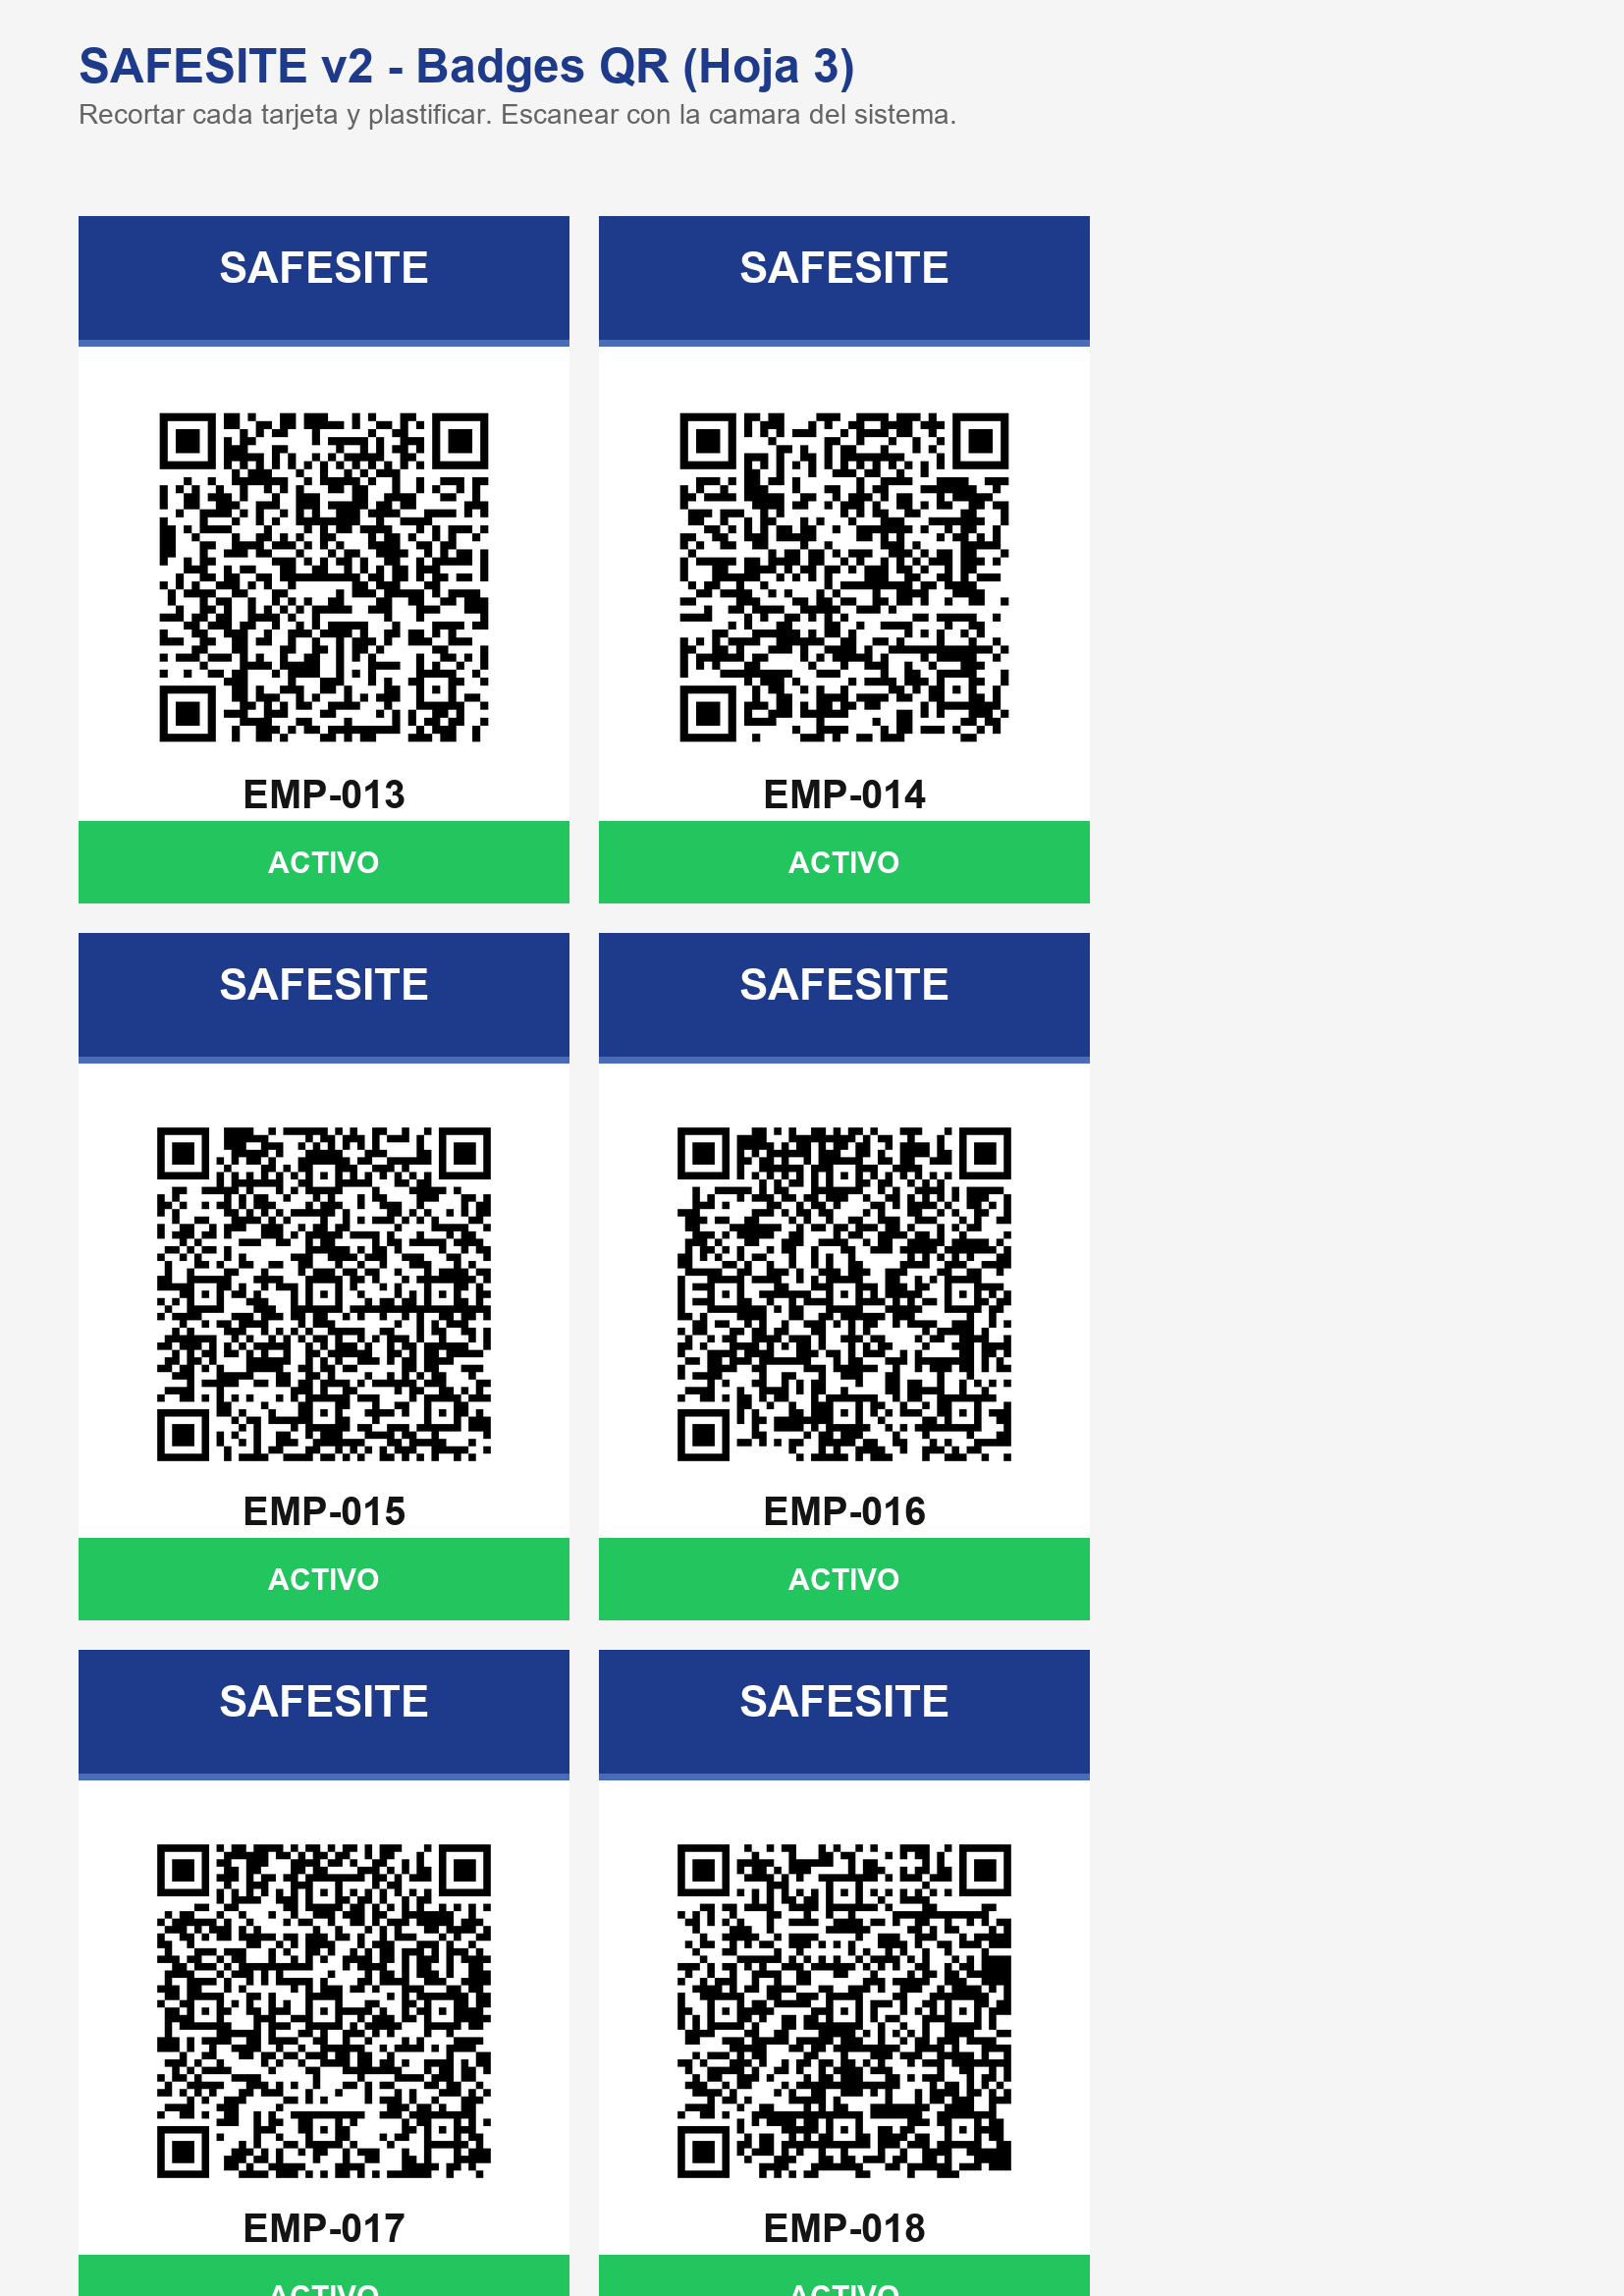 SAFESITE v2 - Badges QR (Hoja 3)
Recortar cada tarjeta y plastificar. Escanear con la camara del sistema.
SAFESITE
SAFESITE
EMP-013
EMP-014
ACTIVO
ACTIVO
SAFESITE
SAFESITE
EMP-015
EMP-016
ACTIVO
ACTIVO
SAFESITE
SAFESITE
EMP-017
EMP-018
ACTIVO
ACTIVO